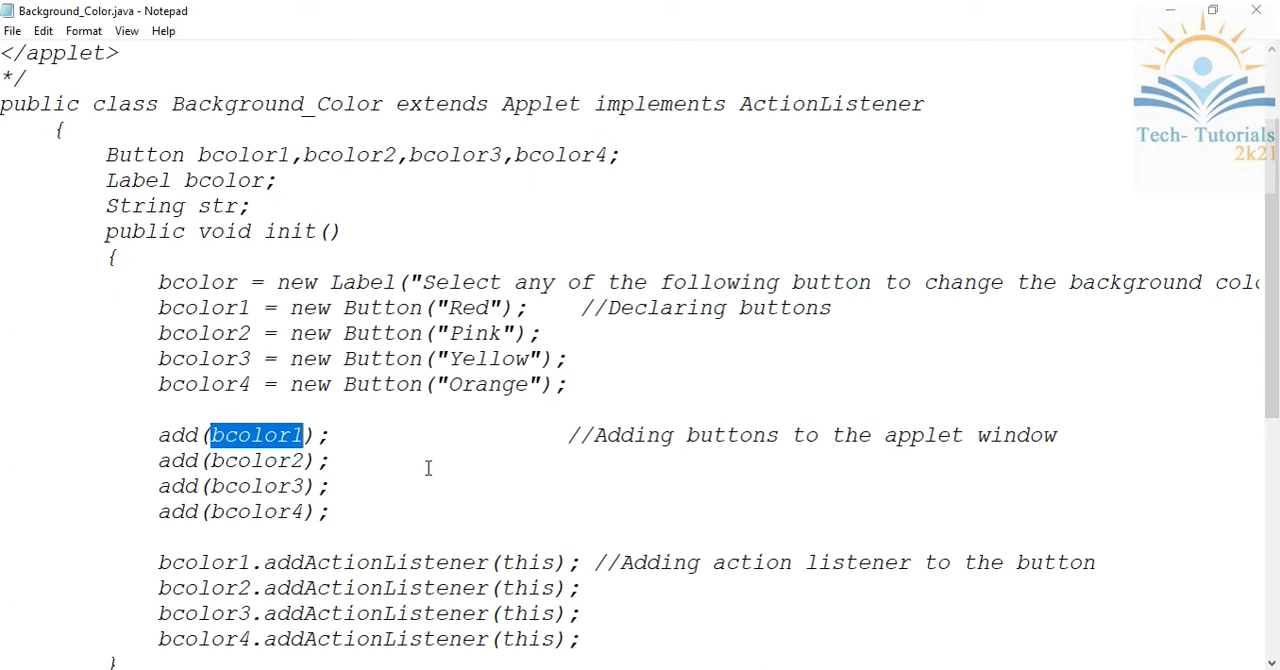 Background_Color.java - Notepad
File Edit Format View Help
</applet>
*/
public class Background_Color extends Applet implements ActionListener
{
Button bcolor1,bcolor2,bcolor3,bcolor4;
Label bcolor;
String str;
public void init()
{
bcolor = new Label("Select any of the following button to change the background colo
bcolor1 = new Button("Red"); //Declaring buttons
bcolor2 = new Button("Pink");
bcolor3 = new Button("Yellow");
bcolor4 = new Button("Orange");
add(bcolor1); //Adding buttons to the applet window
add(bcolor2);
add(bcolor3);
add(bcolor4);
bcolor1.addActionListener(this); //Adding action listener to the button
bcolor2.addActionListener(this);
bcolor3.addActionListener(this);
bcolor4.addActionListener(this);
}
Tech- Tutorials
2k21